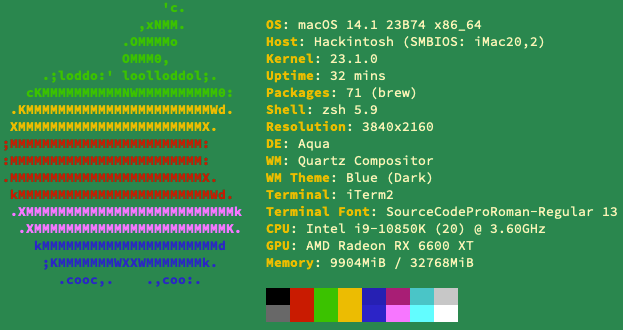 'c.
,xNMM.
.OMMMMo
OMMM0,
.;loddo:' loolloddol;.
cKMMMMMMMMMMNWMMMMMMMMMM0:
.KMMMMMMMMMMMMMMMMMMMMMMMWd.
XMMMMMMMMMMMMMMMMMMMMMMMX.
;MMMMMMMMMMMMMMMMMMMMMMMM:
:MMMMMMMMMMMMMMMMMMMMMMMM:
.MMMMMMMMMMMMMMMMMMMMMMMMX.
kMMMMMMMMMMMMMMMMMMMMMMMMWd.
.XMMMMMMMMMMMMMMMMMMMMMMMMMMk
.XMMMMMMMMMMMMMMMMMMMMMMMMK.
kMMMMMMMMMMMMMMMMMMMMMMd
;KMMMMMMMWXXWMMMMMMMk.
.cooc,.    .,coo:.
OS: macOS 14.1 23B74 x86_64
Host: Hackintosh (SMBIOS: iMac20,2)
Kernel: 23.1.0
Uptime: 32 mins
Packages: 71 (brew)
Shell: zsh 5.9
Resolution: 3840x2160
DE: Aqua
WM: Quartz Compositor
WM Theme: Blue (Dark)
Terminal: iTerm2
Terminal Font: SourceCodeProRoman-Regular 13
CPU: Intel i9-10850K (20) @ 3.60GHz
GPU: AMD Radeon RX 6600 XT
Memory: 9904MiB / 32768MiB